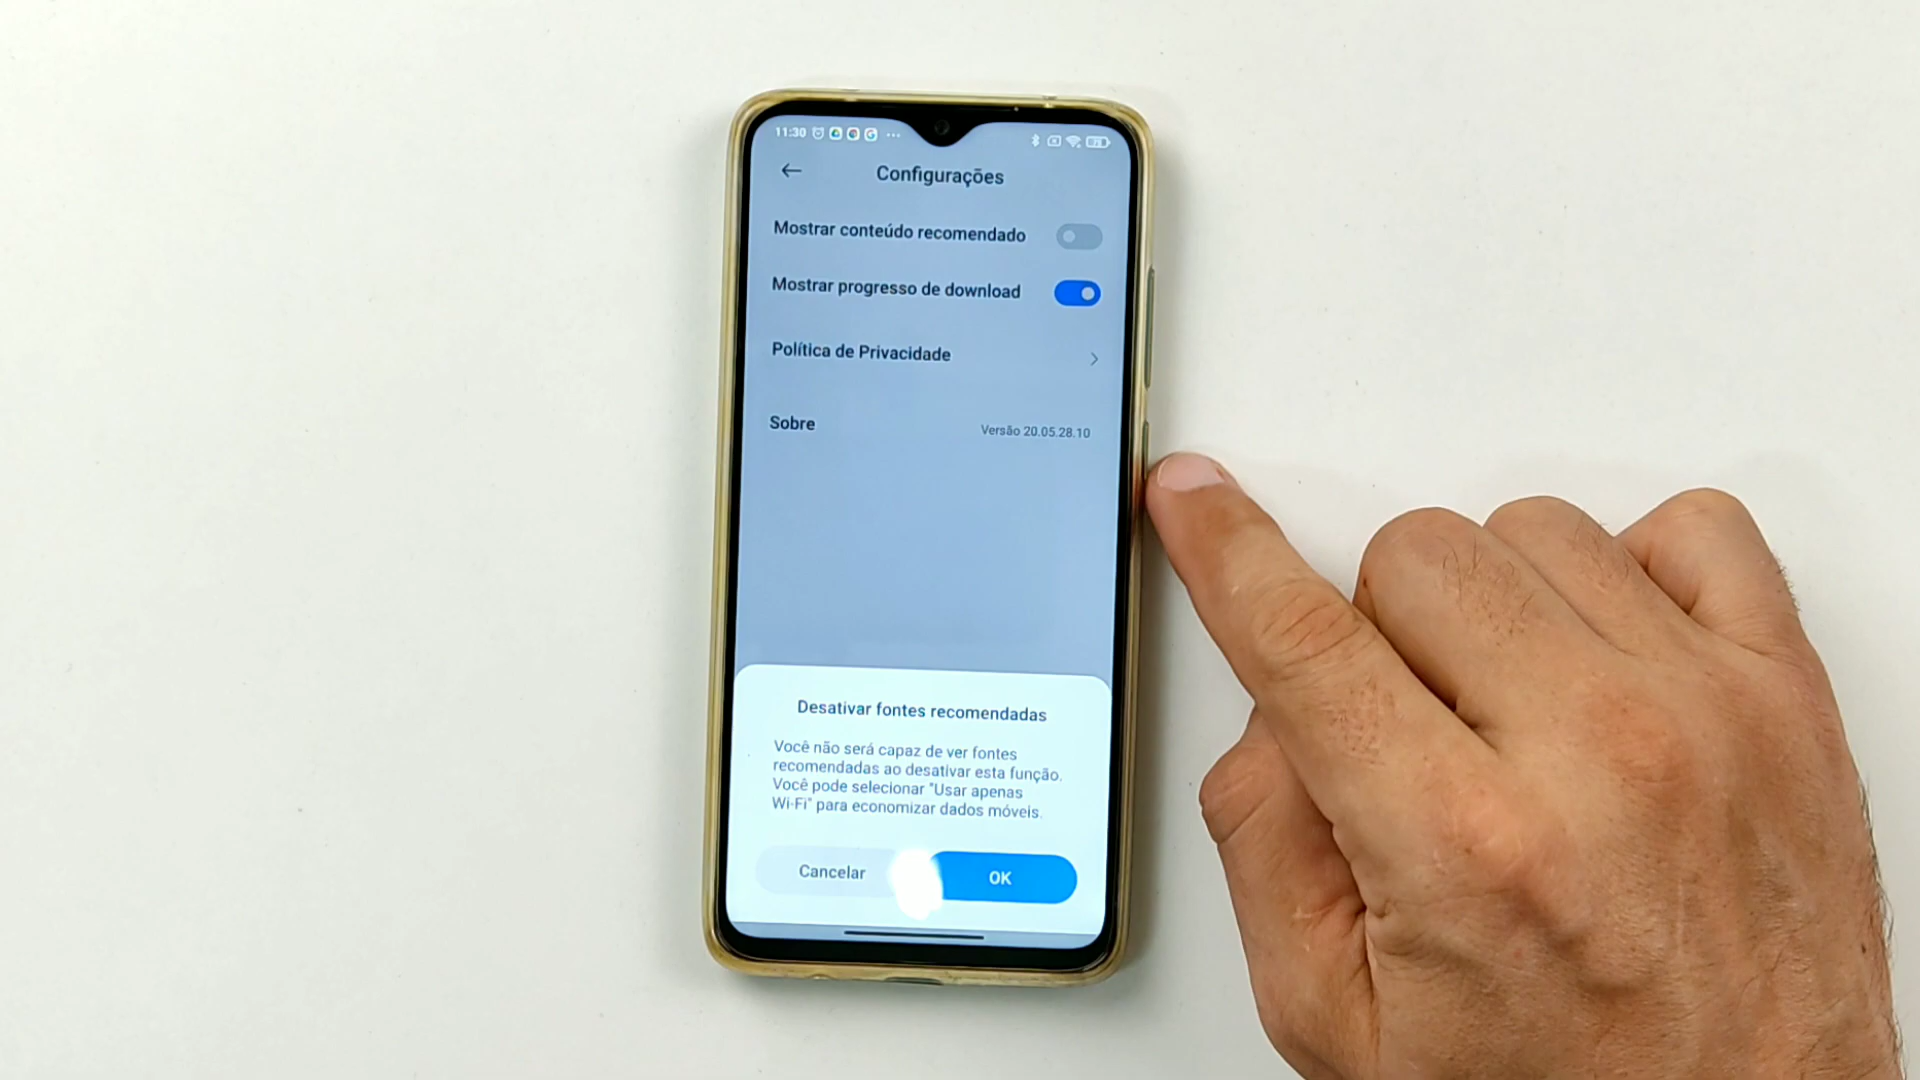 11:30
Configurações
Mostrar conteúdo recomendado
Mostrar progresso de download
Política de Privacidade
Sobre
Versão 20.05.28.10
Desativar fontes recomendadas
Você não será capaz de ver fontes
recomendadas ao desativar esta função.
Você pode selecionar "Usar apenas
Wi-Fi" para economizar dados móveis.
Cancelar
OK